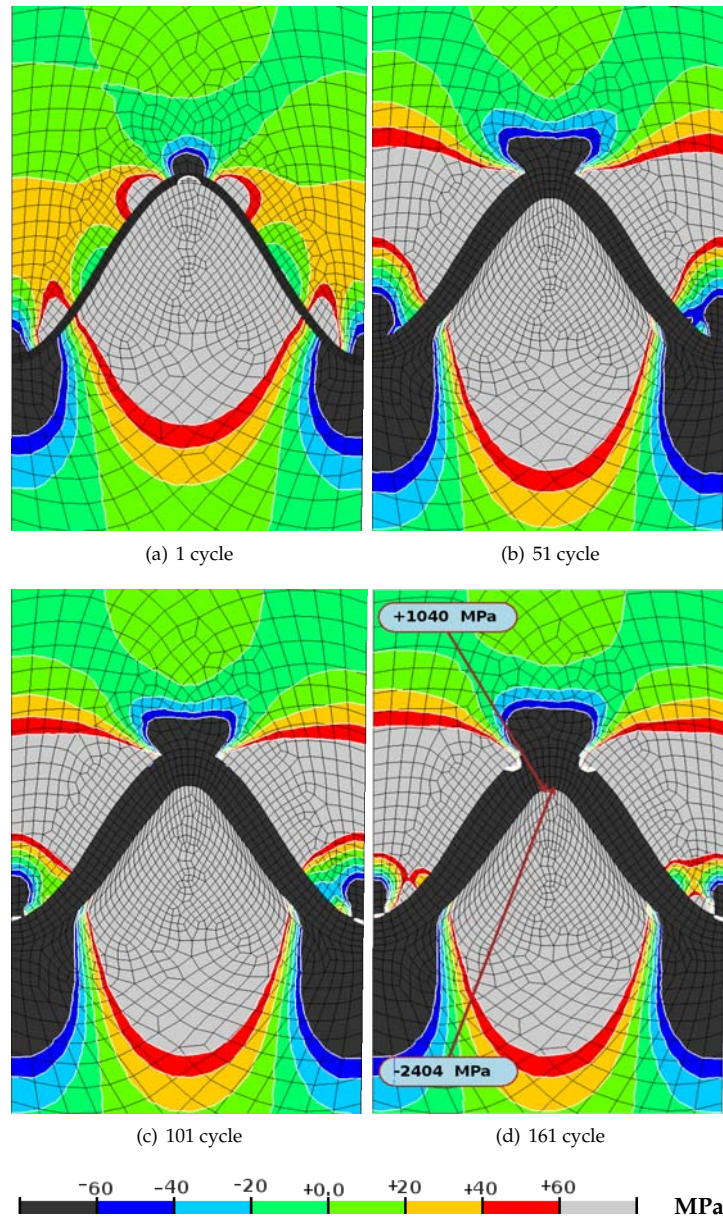 (a) 1 cycle
(b) 51 cycle
+1040 MPa
-2404 MPa
(c) 101 cycle
(d) 161 cycle
-60 -40 -20 +0.0 +20 +40 +60 MPa